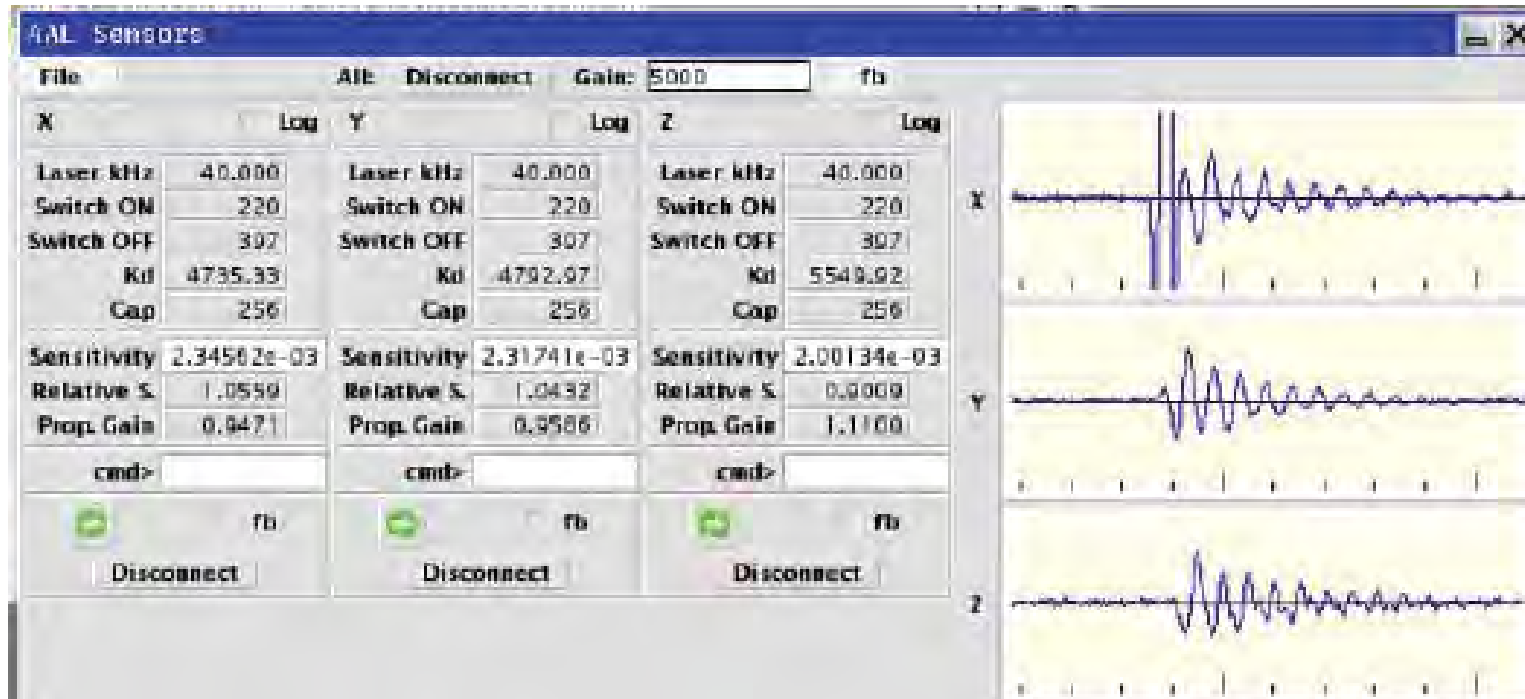 AAL Sensors
File All: Disconnect Gain: 5000 fb
X Log Y Log Z Log
Laser kHz 40.000 Laser kHz 40.000 Laser kHz 40.000
Switch ON 220 Switch ON 220 Switch ON 220
Switch OFF 307 Switch OFF 307 Switch OFF 307
Kd 4735.33 Kd 4792.97 Kd 5549.92
Cap 256 Cap 256 Cap 256
Sensitivity 2.34562e-03 Sensitivity 2.31741e-03 Sensitivity 2.00134e-03
Relative S. 1.0559 Relative S. 1.0432 Relative S. 0.9009
Prop. Gain 0.9471 Prop. Gain 0.9586 Prop. Gain 1.1100
cmd> cmd> cmd>
fb fb fb
Disconnect Disconnect Disconnect
X
Y
Z